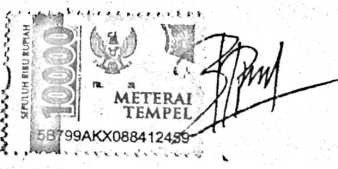 SEPULUH RIBU RUPIAH
10000
METERAI
TEMPEL
5B799AKX088412459